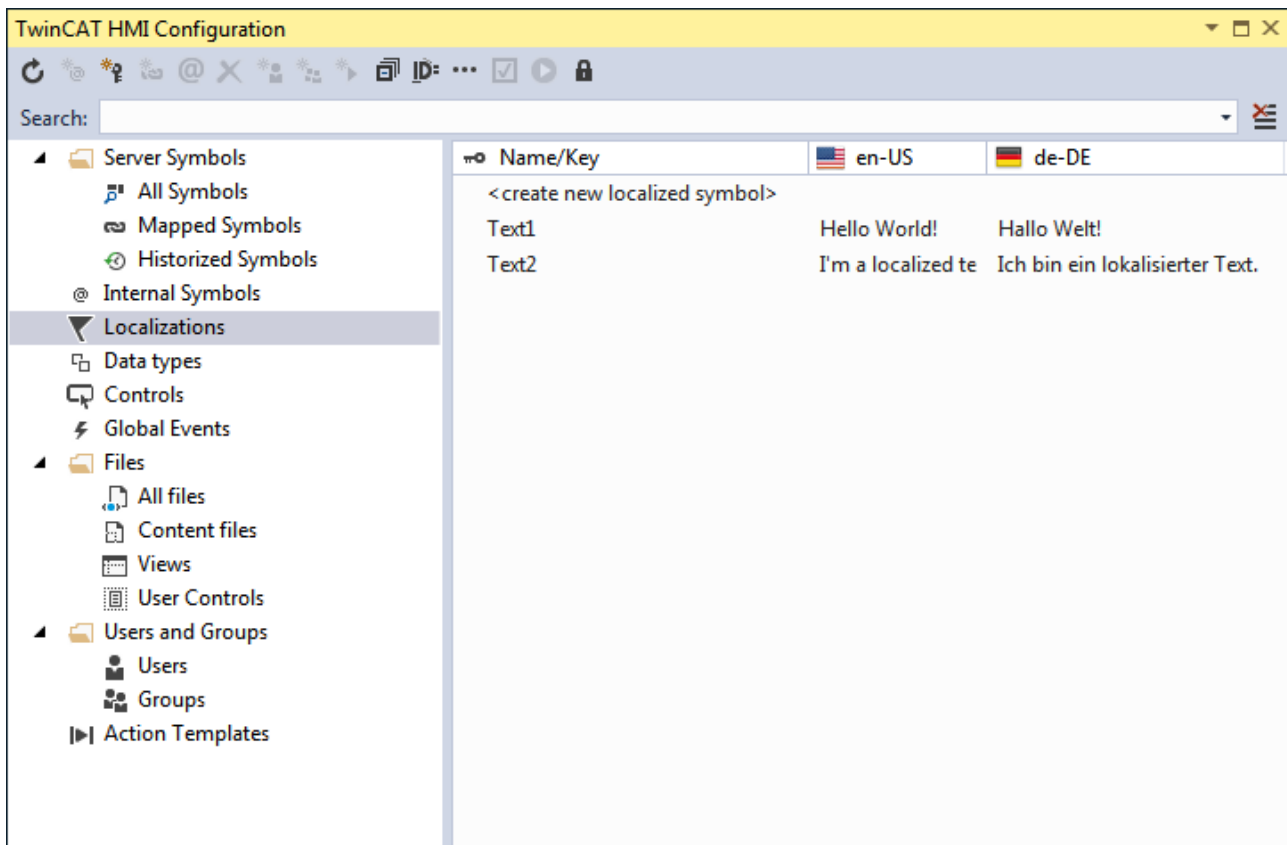 TwinCAT HMI Configuration
Search:
Server Symbols
All Symbols
Mapped Symbols
Historized Symbols
Internal Symbols
Localizations
Data types
Controls
Global Events
Files
All files
Content files
Views
User Controls
Users and Groups
Users
Groups
Action Templates
Name/Key en-US de-DE
<create new localized symbol>
Text1 Hello World! Hallo Welt!
Text2 I'm a localized te Ich bin ein lokalisierter Text.